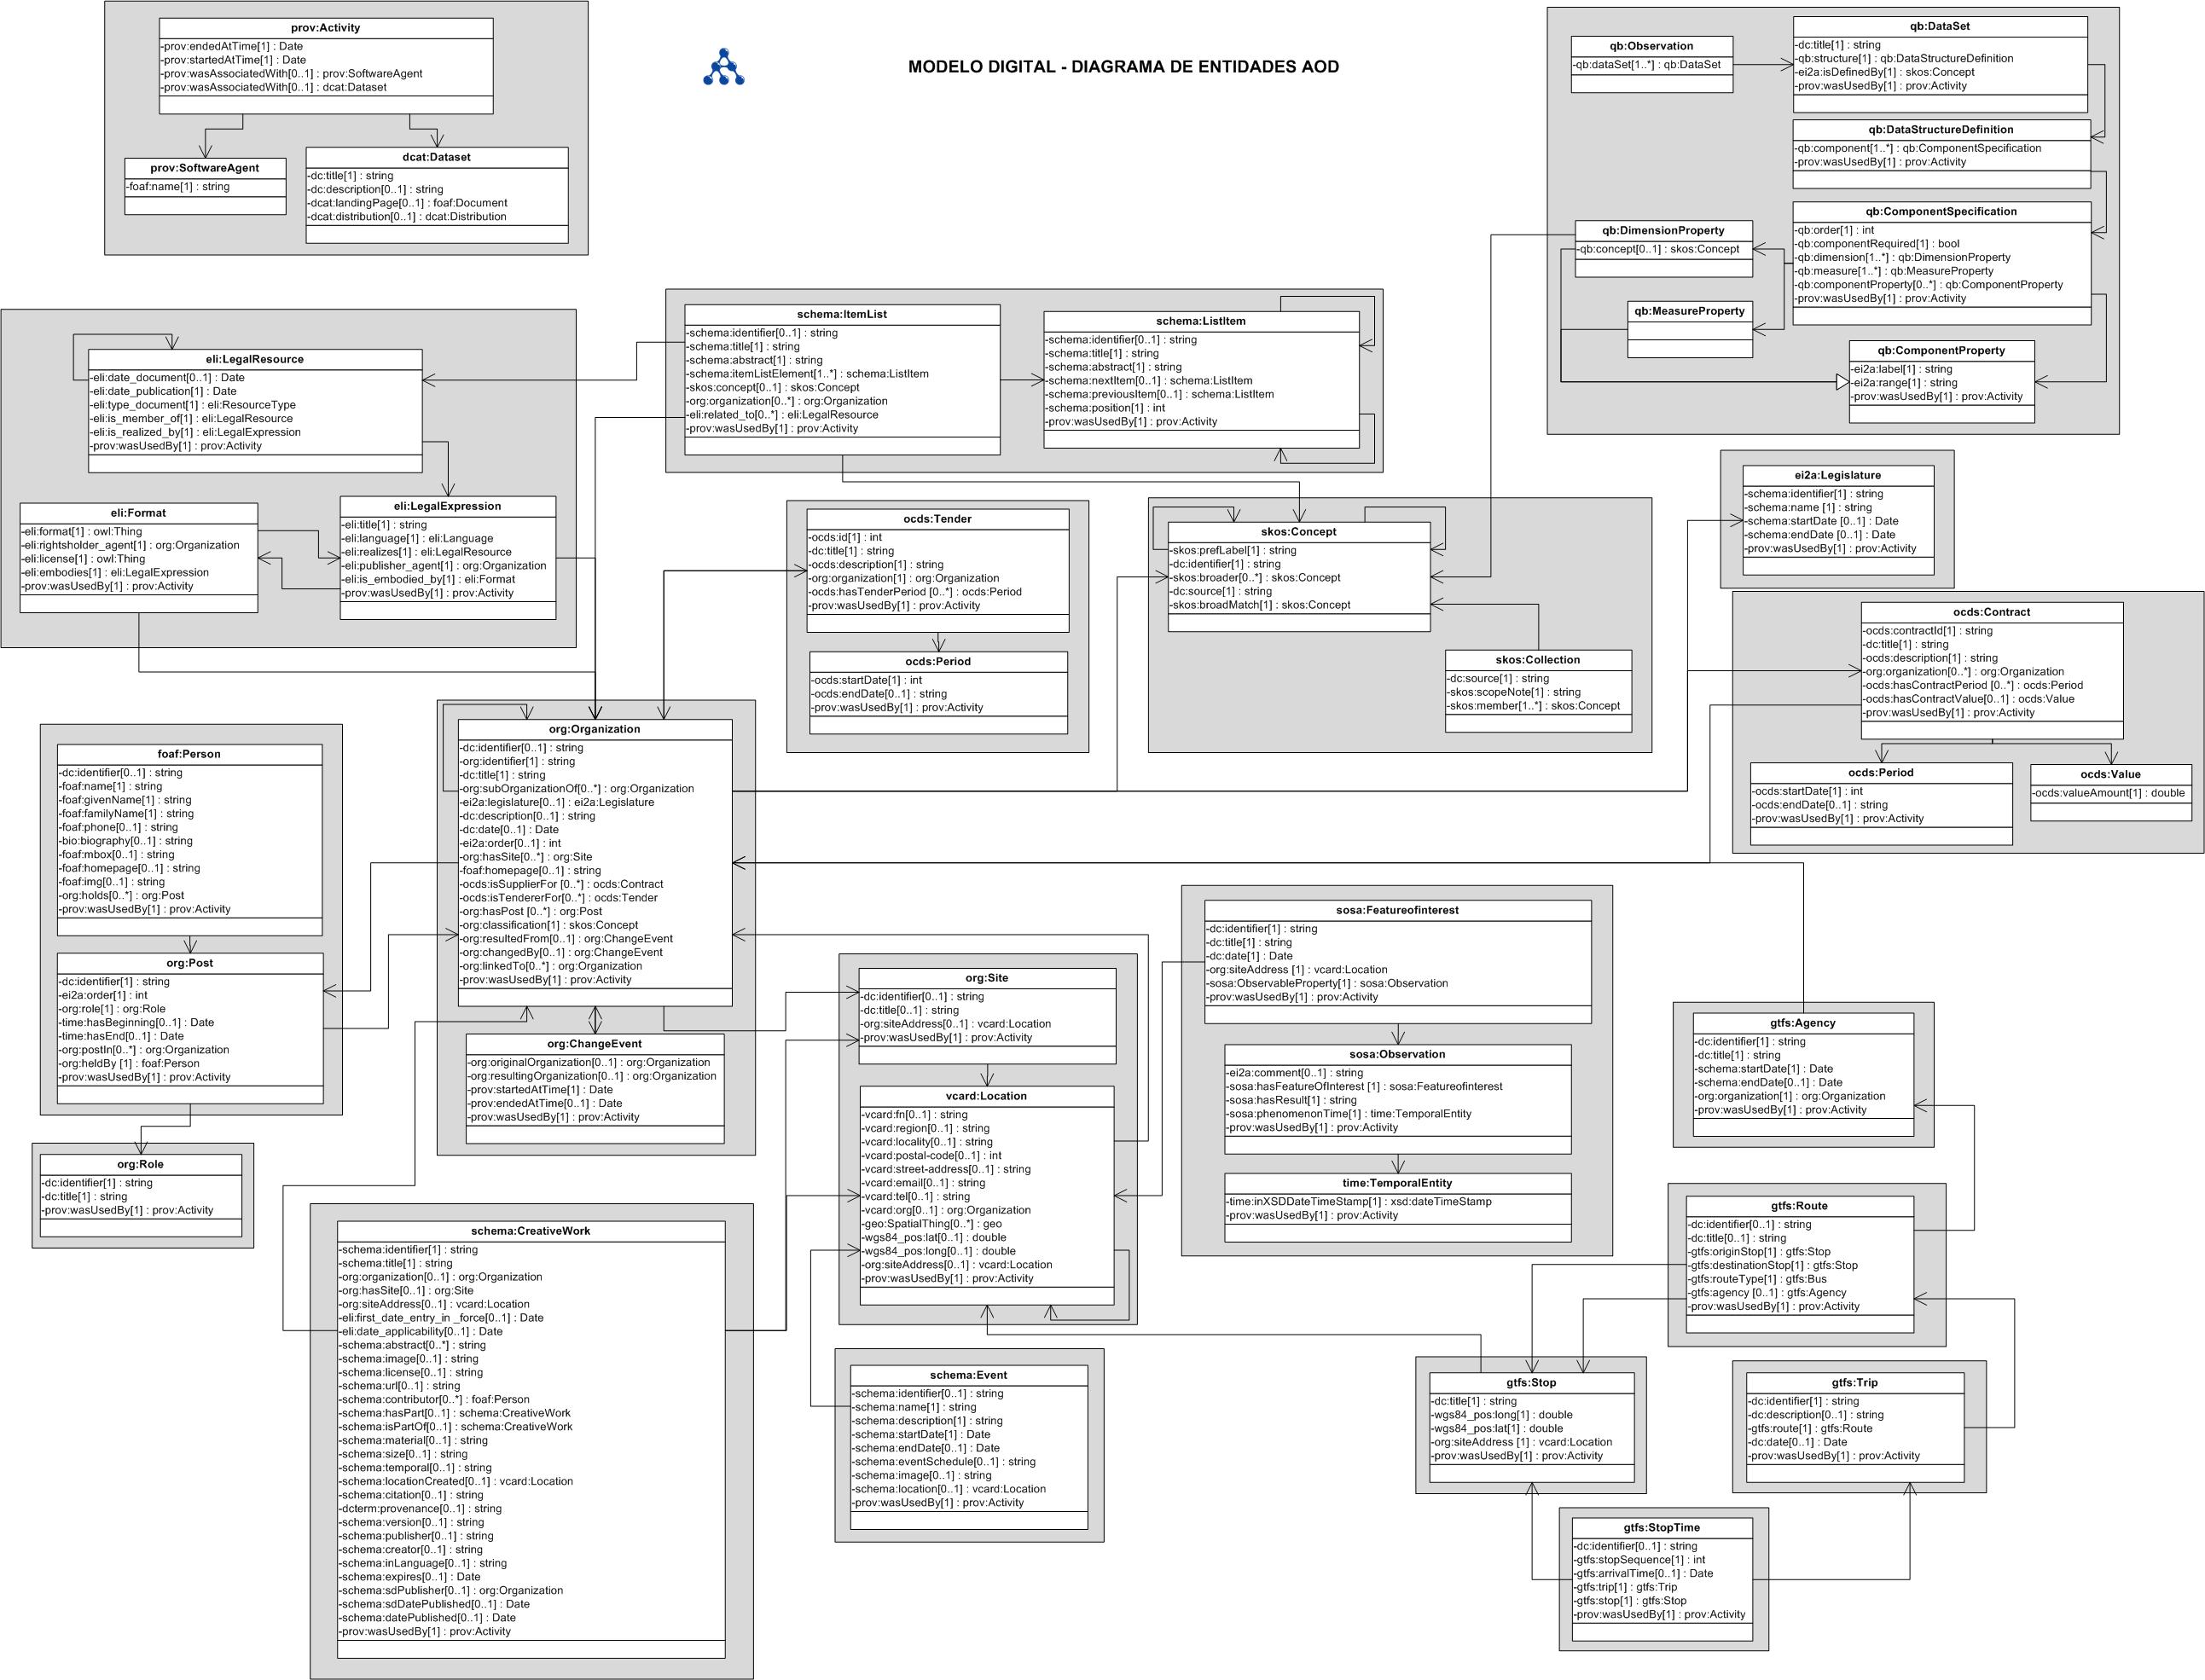 MODELO DIGITAL - DIAGRAMA DE ENTIDADES AOD
prov:Activity
-prov:endedAtTime[1] : Date
-prov:startedAtTime[1] : Date
-prov:wasAssociatedWith[0..1] : prov:SoftwareAgent
-prov:wasAssociatedWith[0..1] : dcat:Dataset
prov:SoftwareAgent
-foaf:name[1] : string
dcat:Dataset
-dc:title[1] : string
-dc:description[0..1] : string
-dcat:landingPage[0..1] : foaf:Document
-dcat:distribution[0..1] : dcat:Distribution
qb:Observation
-qb:dataSet[1..*] : qb:DataSet
qb:DataSet
-dc:title[1] : string
-qb:structure[1] : qb:DataStructureDefinition
-ei2a:isDefinedBy[1] : skos:Concept
-prov:wasUsedBy[1] : prov:Activity
qb:DataStructureDefinition
-qb:component[1..*] : qb:ComponentSpecification
-prov:wasUsedBy[1] : prov:Activity
qb:ComponentSpecification
-qb:order[1] : int
-qb:componentRequired[1] : bool
-qb:dimension[1..*] : qb:DimensionProperty
-qb:measure[1..*] : qb:MeasureProperty
-qb:componentProperty[0..*] : qb:ComponentProperty
-prov:wasUsedBy[1] : prov:Activity
qb:DimensionProperty
-qb:concept[0..1] : skos:Concept
qb:MeasureProperty
qb:ComponentProperty
-ei2a:label[1] : string
-ei2a:range[1] : string
-prov:wasUsedBy[1] : prov:Activity
schema:ItemList
-schema:identifier[0..1] : string
-schema:title[1] : string
-schema:abstract[1] : string
-schema:itemListElement[1..*] : schema:ListItem
-skos:concept[0..1] : skos:Concept
-org:organization[0..*] : org:Organization
-eli:related_to[0..*] : eli:LegalResource
-prov:wasUsedBy[1] : prov:Activity
schema:ListItem
-schema:identifier[0..1] : string
-schema:title[1] : string
-schema:abstract[1] : string
-schema:nextItem[0..1] : schema:ListItem
-schema:previousItem[0..1] : schema:ListItem
-schema:position[1] : int
-prov:wasUsedBy[1] : prov:Activity
eli:LegalResource
-eli:date_document[0..1] : Date
-eli:date_publication[1] : Date
-eli:type_document[1] : eli:ResourceType
-eli:is_member_of[1] : eli:LegalResource
-eli:is_realized_by[1] : eli:LegalExpression
-prov:wasUsedBy[1] : prov:Activity
eli:Format
-eli:format[1] : owl:Thing
-eli:rightsholder_agent[1] : org:Organization
-eli:license[1] : owl:Thing
-eli:embodies[1] : eli:LegalExpression
-prov:wasUsedBy[1] : prov:Activity
eli:LegalExpression
-eli:title[1] : string
-eli:language[1] : eli:Language
-eli:realizes[1] : eli:LegalResource
-eli:publisher_agent[1] : org:Organization
-eli:is_embodied_by[1] : eli:Format
-prov:wasUsedBy[1] : prov:Activity
ocds:Tender
-ocds:id[1] : int
-dc:title[1] : string
-ocds:description[1] : string
-org:organization[1] : org:Organization
-ocds:hasTenderPeriod [0..*] : ocds:Period
-prov:wasUsedBy[1] : prov:Activity
ocds:Period
-ocds:startDate[1] : int
-ocds:endDate[0..1] : string
-prov:wasUsedBy[1] : prov:Activity
skos:Concept
-skos:prefLabel[1] : string
-dc:identifier[1] : string
-skos:broader[0..*] : skos:Concept
-dc:source[1] : string
-skos:broadMatch[1] : skos:Concept
skos:Collection
-dc:source[1] : string
-skos:scopeNote[1] : string
-skos:member[1..*] : skos:Concept
ei2a:Legislature
-schema:identifier[1] : string
-schema:name [1] : string
-schema:startDate [0..1] : Date
-schema:endDate [0..1] : Date
-prov:wasUsedBy[1] : prov:Activity
ocds:Contract
-ocds:contractId[1] : string
-dc:title[1] : string
-ocds:description[1] : string
-org:organization[0..*] : org:Organization
-ocds:hasContractPeriod [0..*] : ocds:Period
-ocds:hasContractValue[0..1] : ocds:Value
-prov:wasUsedBy[1] : prov:Activity
ocds:Period
-ocds:startDate[1] : int
-ocds:endDate[0..1] : string
-prov:wasUsedBy[1] : prov:Activity
ocds:Value
-ocds:valueAmount[1] : double
foaf:Person
-dc:identifier[0..1] : string
-foaf:name[1] : string
-foaf:givenName[1] : string
-foaf:familyName[1] : string
-foaf:phone[0..1] : string
-bio:biography[0..1] : string
-foaf:mbox[0..1] : string
-foaf:homepage[0..1] : string
-foaf:img[0..1] : string
-org:holds[0..*] : org:Post
-prov:wasUsedBy[1] : prov:Activity
org:Post
-dc:identifier[1] : string
-ei2a:order[1] : int
-org:role[1] : org:Role
-time:hasBeginning[0..1] : Date
-time:hasEnd[0..1] : Date
-org:postIn[0..*] : org:Organization
-org:heldBy [1] : foaf:Person
-prov:wasUsedBy[1] : prov:Activity
org:Role
-dc:identifier[1] : string
-dc:title[1] : string
-prov:wasUsedBy[1] : prov:Activity
org:Organization
-dc:identifier[0..1] : string
-org:identifier[1] : string
-dc:title[1] : string
-org:subOrganizationOf[0..*] : org:Organization
-ei2a:legislature[0..1] : ei2a:Legislature
-dc:description[0..1] : string
-dc:date[0..1] : Date
-ei2a:order[0..1] : int
-org:hasSite[0..*] : org:Site
-foaf:homepage[0..1] : string
-ocds:isSupplierFor [0..*] : ocds:Contract
-ocds:isTendererFor[0..*] : ocds:Tender
-org:hasPost [0..*] : org:Post
-org:classification[1] : skos:Concept
-org:resultedFrom[0..1] : org:ChangeEvent
-org:changedBy[0..1] : org:ChangeEvent
-org:linkedTo[0..*] : org:Organization
-prov:wasUsedBy[1] : prov:Activity
org:ChangeEvent
-org:originalOrganization[0..1] : org:Organization
-org:resultingOrganization[0..1] : org:Organization
-prov:startedAtTime[1] : Date
-prov:endedAtTime[0..1] : Date
-prov:wasUsedBy[1] : prov:Activity
org:Site
-dc:identifier[0..1] : string
-dc:title[0..1] : string
-org:siteAddress[0..1] : vcard:Location
-prov:wasUsedBy[1] : prov:Activity
vcard:Location
-vcard:fn[0..1] : string
-vcard:region[0..1] : string
-vcard:locality[0..1] : string
-vcard:postal-code[0..1] : int
-vcard:street-address[0..1] : string
-vcard:email[0..1] : string
-vcard:tel[0..1] : string
-vcard:org[0..1] : org:Organization
-geo:SpatialThing[0..*] : geo
-wgs84_pos:lat[0..1] : double
-wgs84_pos:long[0..1] : double
-org:siteAddress[0..1] : vcard:Location
-prov:wasUsedBy[1] : prov:Activity
sosa:Featureofinterest
-dc:identifier[1] : string
-dc:title[1] : string
-dc:date[1] : Date
-org:siteAddress [1] : vcard:Location
-sosa:ObservableProperty[1] : sosa:Observation
-prov:wasUsedBy[1] : prov:Activity
sosa:Observation
-ei2a:comment[0..1] : string
-sosa:hasFeatureOfInterest [1] : sosa:Featureofinterest
-sosa:hasResult[1] : string
-sosa:phenomenonTime[1] : time:TemporalEntity
-prov:wasUsedBy[1] : prov:Activity
time:TemporalEntity
-time:inXSDDateTimeStamp[1] : xsd:dateTimeStamp
-prov:wasUsedBy[1] : prov:Activity
gtfs:Agency
-dc:identifier[1] : string
-dc:title[1] : string
-schema:startDate[1] : Date
-schema:endDate[0..1] : Date
-org:organization[1] : org:Organization
-prov:wasUsedBy[1] : prov:Activity
gtfs:Route
-dc:identifier[0..1] : string
-dc:title[0..1] : string
-gtfs:originStop[1] : gtfs:Stop
-gtfs:destinationStop[1] : gtfs:Stop
-gtfs:routeType[1] : gtfs:Bus
-gtfs:agency [0..1] : gtfs:Agency
-prov:wasUsedBy[1] : prov:Activity
schema:CreativeWork
-schema:identifier[1] : string
-schema:title[1] : string
-org:organization[0..1] : org:Organization
-org:hasSite[0..1] : org:Site
-org:siteAddress[0..1] : vcard:Location
-eli:first_date_entry_in _force[0..1] : Date
-eli:date_applicability[0..1] : Date
-schema:abstract[0..*] : string
-schema:image[0..1] : string
-schema:license[0..1] : string
-schema:url[0..1] : string
-schema:contributor[0..*] : foaf:Person
-schema:hasPart[0..1] : schema:CreativeWork
-schema:isPartOf[0..1] : schema:CreativeWork
-schema:material[0..1] : string
-schema:size[0..1] : string
-schema:temporal[0..1] : string
-schema:locationCreated[0..1] : vcard:Location
-schema:citation[0..1] : string
-dcterm:provenance[0..1] : string
-schema:version[0..1] : string
-schema:publisher[0..1] : string
-schema:creator[0..1] : string
-schema:inLanguage[0..1] : string
-schema:expires[0..1] : Date
-schema:sdPublisher[0..1] : org:Organization
-schema:sdDatePublished[0..1] : Date
-schema:datePublished[0..1] : Date
-prov:wasUsedBy[1] : prov:Activity
schema:Event
-schema:identifier[0..1] : string
-schema:name[1] : string
-schema:description[1] : string
-schema:startDate[1] : Date
-schema:endDate[0..1] : Date
-schema:eventSchedule[0..1] : string
-schema:image[0..1] : string
-schema:location[0..1] : vcard:Location
-prov:wasUsedBy[1] : prov:Activity
gtfs:Stop
-dc:title[1] : string
-wgs84_pos:long[1] : double
-wgs84_pos:lat[1] : double
-org:siteAddress [1] : vcard:Location
-prov:wasUsedBy[1] : prov:Activity
gtfs:Trip
-dc:identifier[1] : string
-dc:description[0..1] : string
-gtfs:route[1] : gtfs:Route
-dc:date[0..1] : Date
-prov:wasUsedBy[1] : prov:Activity
gtfs:StopTime
-dc:identifier[0..1] : string
-gtfs:stopSequence[1] : int
-gtfs:arrivalTime[0..1] : Date
-gtfs:trip[1] : gtfs:Trip
-gtfs:stop[1] : gtfs:Stop
-prov:wasUsedBy[1] : prov:Activity